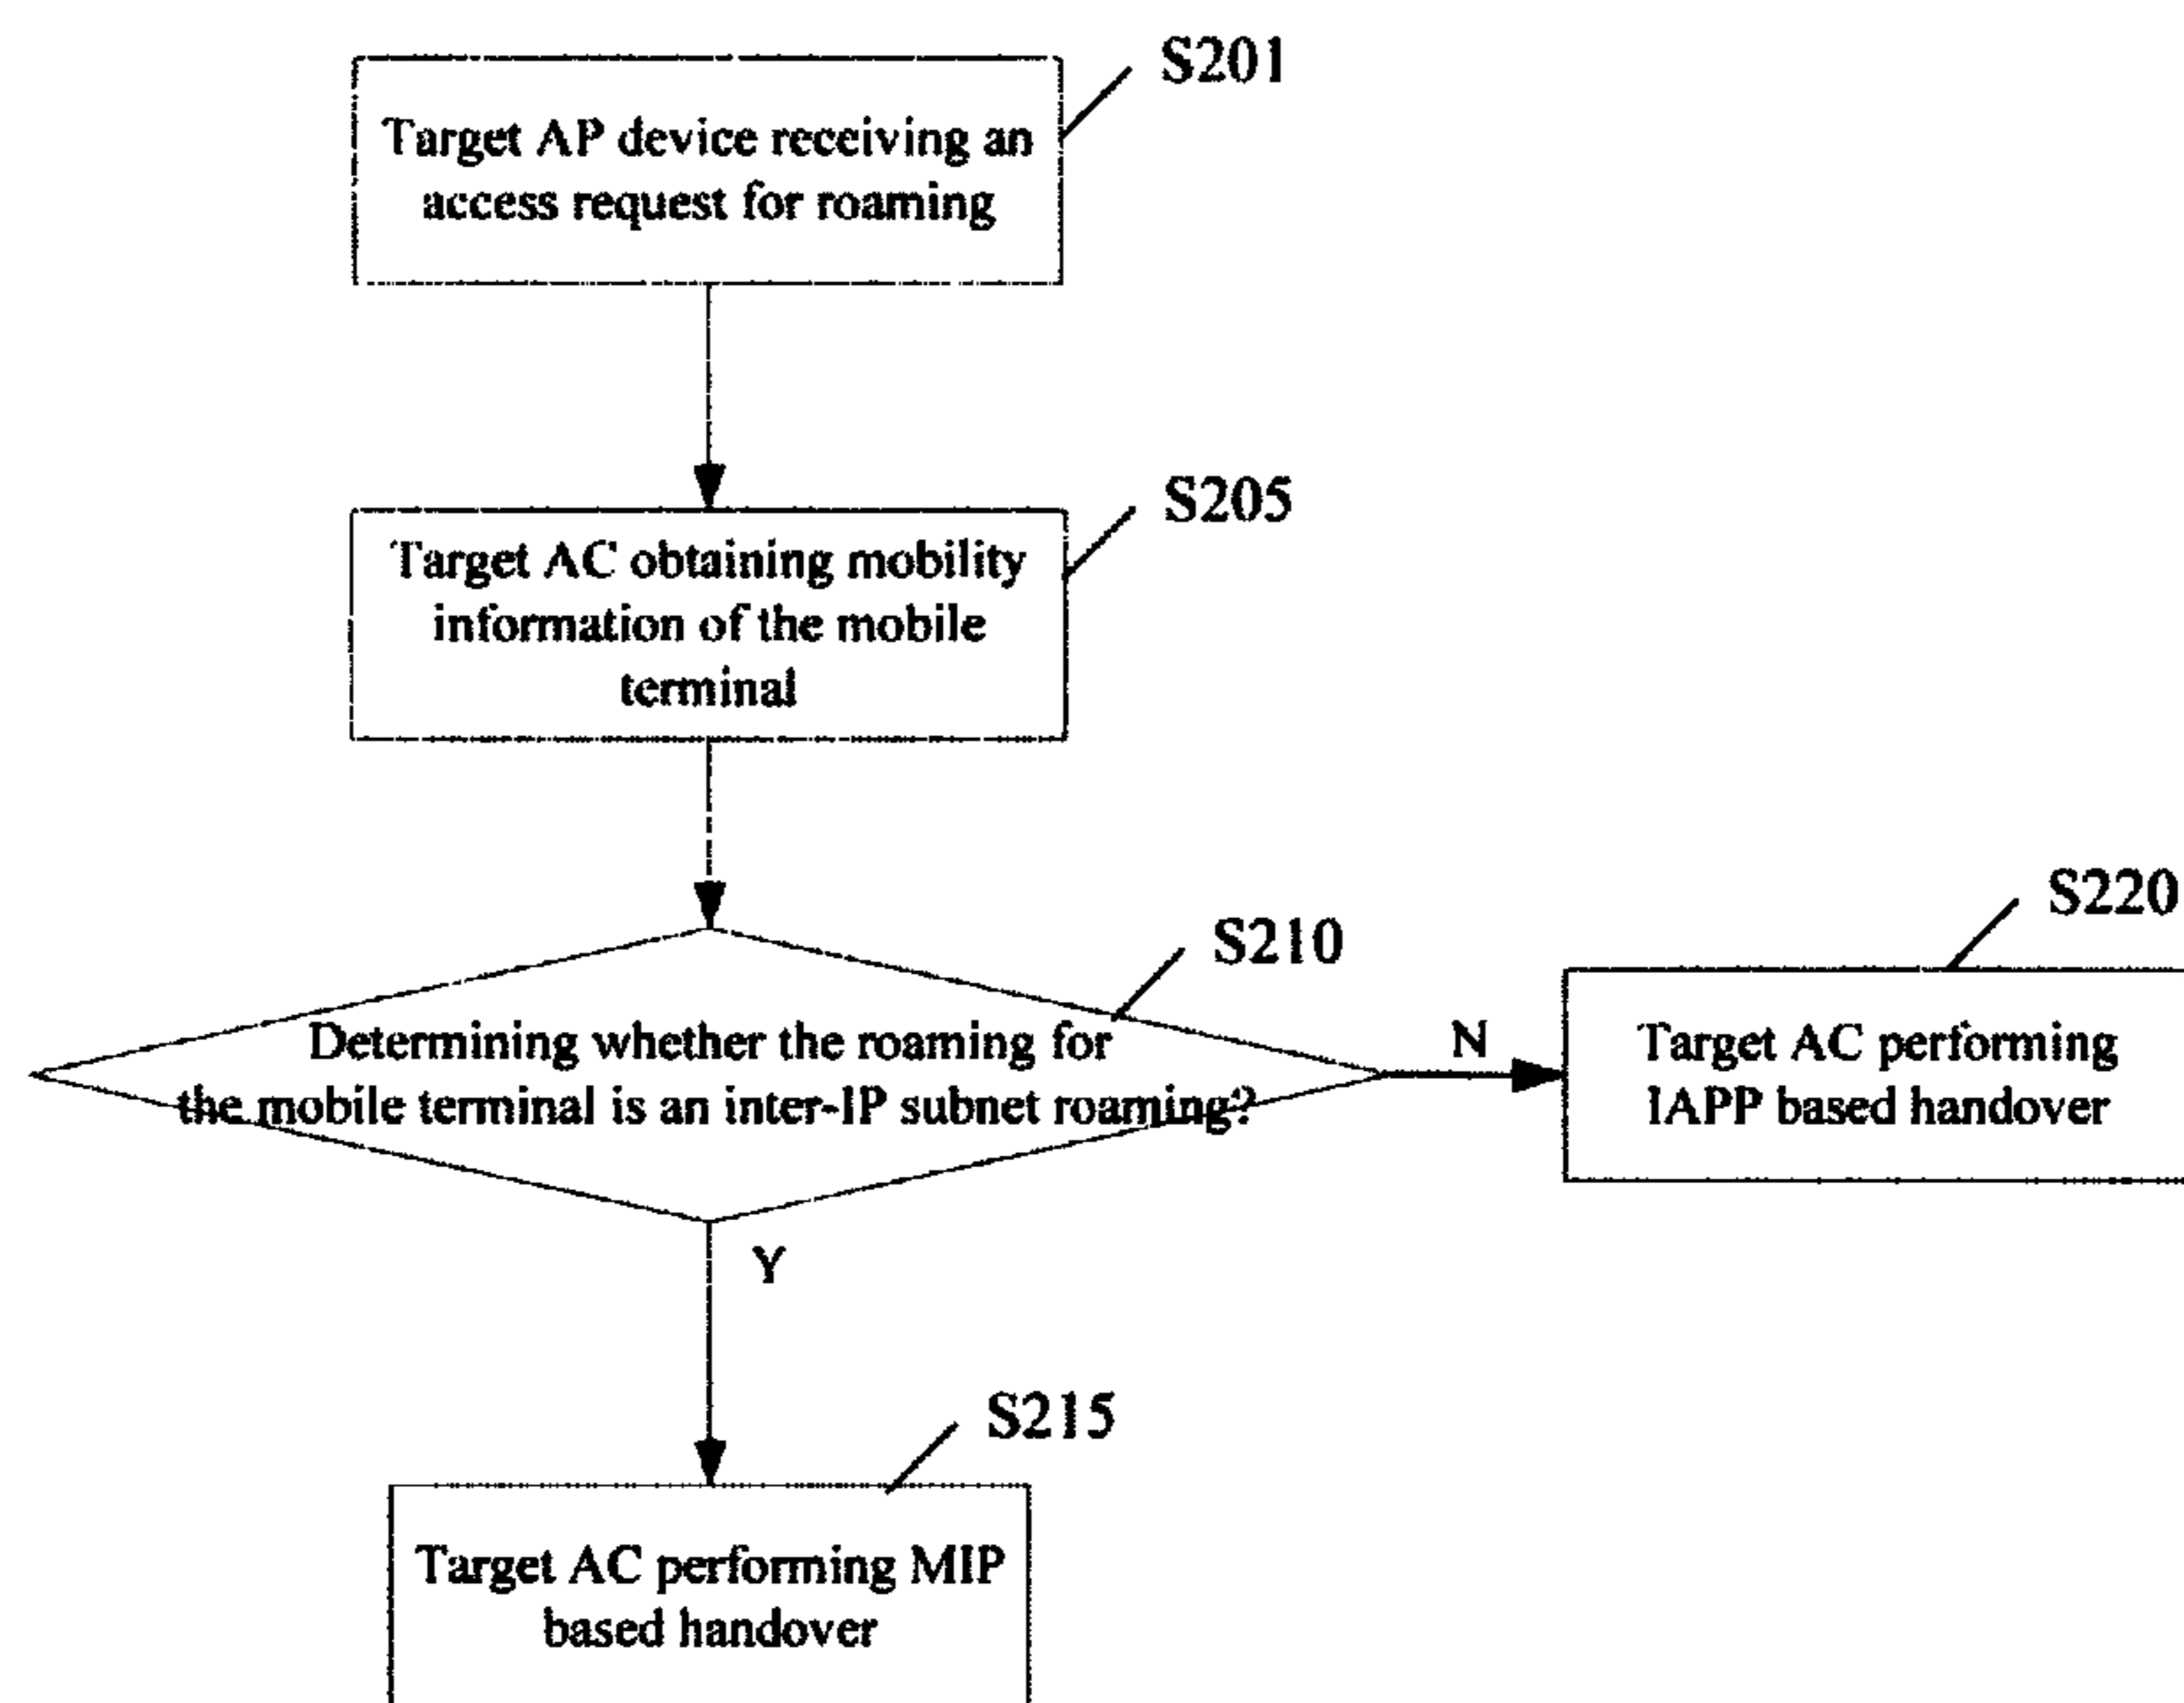 S201
Target AP device receiving an
access request for roaming
S205
Target AC obtaining mobility
information of the mobile
terminal
S210
Determining whether the roaming for
the mobile terminal is an inter-IP subnet roaming?
N
S220
Target AC performing
IAPP based handover
Y
S215
Target AC performing MIP
based handover